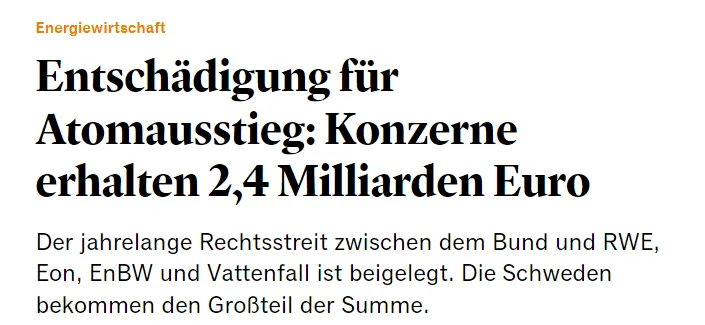 Energiewirtschaft
Entschädigung für
Atomausstieg: Konzerne
erhalten 2,4 Milliarden Euro
Der jahrelange Rechtsstreit zwischen dem Bund und RWE,
Eon, EnBW und Vattenfall ist beigelegt. Die Schweden
bekommen den Großteil der Summe.